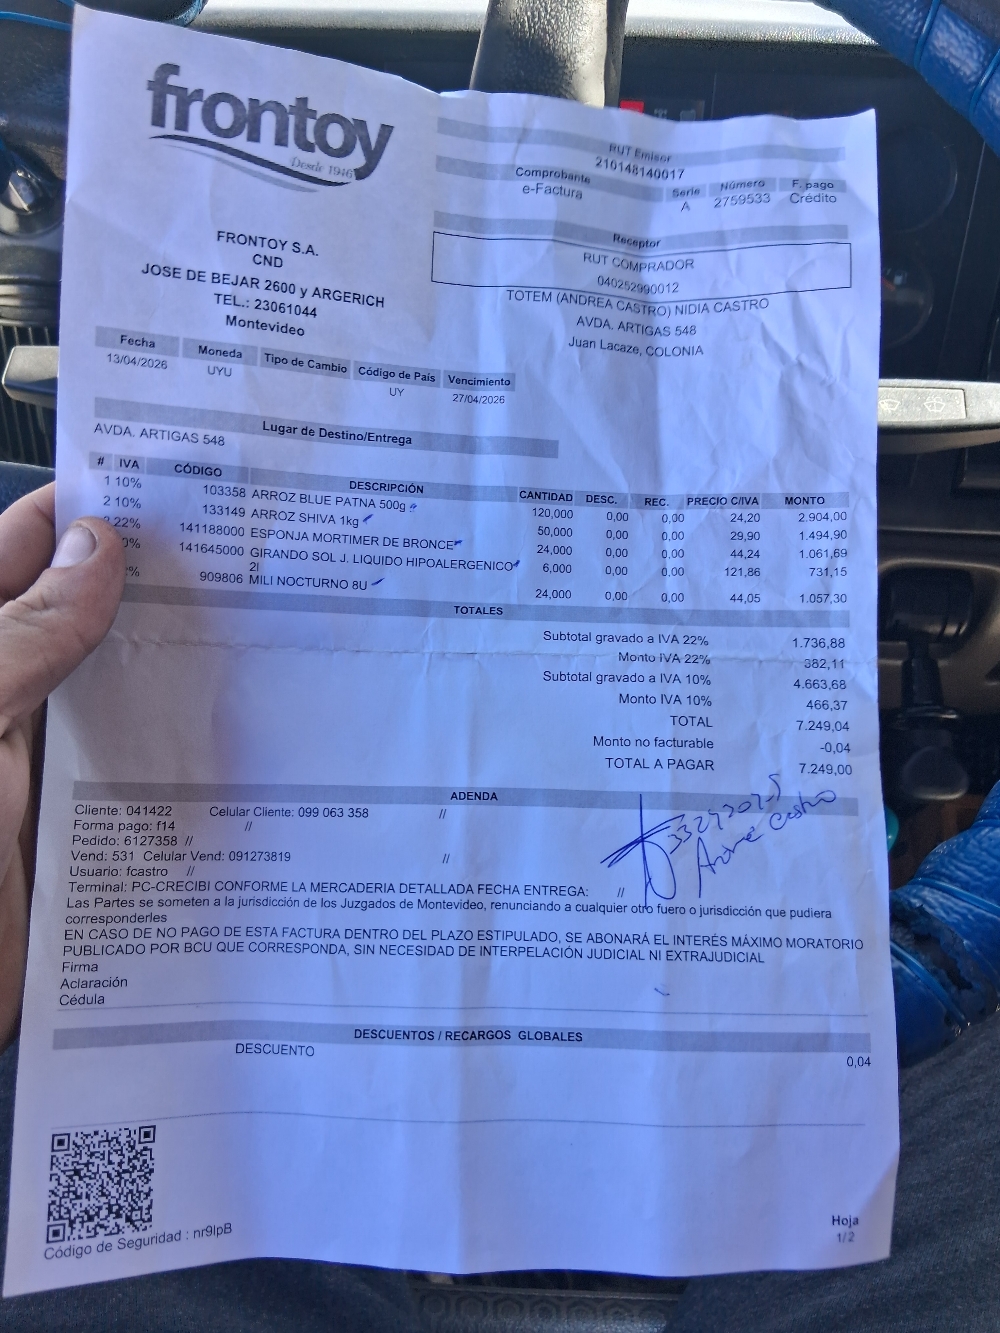 frontoy
Desde 1946
RUT Emisor
210148140017
Comprobante Serie Número F. pago
e-Factura A 2759533 Crédito
Receptor
RUT COMPRADOR
040252990012
TOTEM (ANDREA CASTRO) NIDIA CASTRO
AVDA. ARTIGAS 548
Juan Lacaze, COLONIA
FRONTOY S.A.
CND
JOSE DE BEJAR 2600 y ARGERICH
TEL.: 23061044
Montevideo
Fecha Moneda Tipo de Cambio Código de País Vencimiento
13/04/2026 UYU UY 27/04/2026
Lugar de Destino/Entrega
AVDA. ARTIGAS 548
# IVA CÓDIGO DESCRIPCIÓN CANTIDAD DESC. REC. PRECIO C/IVA MONTO
1 10% 103358 ARROZ BLUE PATNA 500g 120,000 0,00 0,00 24,20 2.904,00
2 10% 133149 ARROZ SHIVA 1kg 50,000 0,00 0,00 29,90 1.494,90
22% 141188000 ESPONJA MORTIMER DE BRONCE 24,000 0,00 0,00 44,24 1.061,69
141645000 GIRANDO SOL J. LIQUIDO HIPOALERGENICO 6,000 0,00 0,00 121,86 731,15
2l
909806 MILI NOCTURNO 8U 24,000 0,00 0,00 44,05 1.057,30
TOTALES
Subtotal gravado a IVA 22% 1.736,88
Monto IVA 22% 382,11
Subtotal gravado a IVA 10% 4.663,68
Monto IVA 10% 466,37
TOTAL 7.249,04
Monto no facturable -0,04
TOTAL A PAGAR 7.249,00
ADENDA
Cliente: 041422 Celular Cliente: 099 063 358 //
Forma pago: f14 //
Pedido: 6127358 //
Vend: 531 Celular Vend: 091273819 //
Usuario: fcastro //
Terminal: PC-CRECIBI CONFORME LA MERCADERIA DETALLADA FECHA ENTREGA: //
Las Partes se someten a la jurisdicción de los Juzgados de Montevideo, renunciando a cualquier otro fuero o jurisdicción que pudiera
corresponderles
EN CASO DE NO PAGO DE ESTA FACTURA DENTRO DEL PLAZO ESTIPULADO, SE ABONARÁ EL INTERÉS MÁXIMO MORATORIO
PUBLICADO POR BCU QUE CORRESPONDA, SIN NECESIDAD DE INTERPELACIÓN JUDICIAL NI EXTRAJUDICIAL
Firma
Aclaración
Cédula
Castro
DESCUENTOS / RECARGOS GLOBALES
DESCUENTO 0,04
Código de Seguridad : nr9lpB
Hoja
1/2